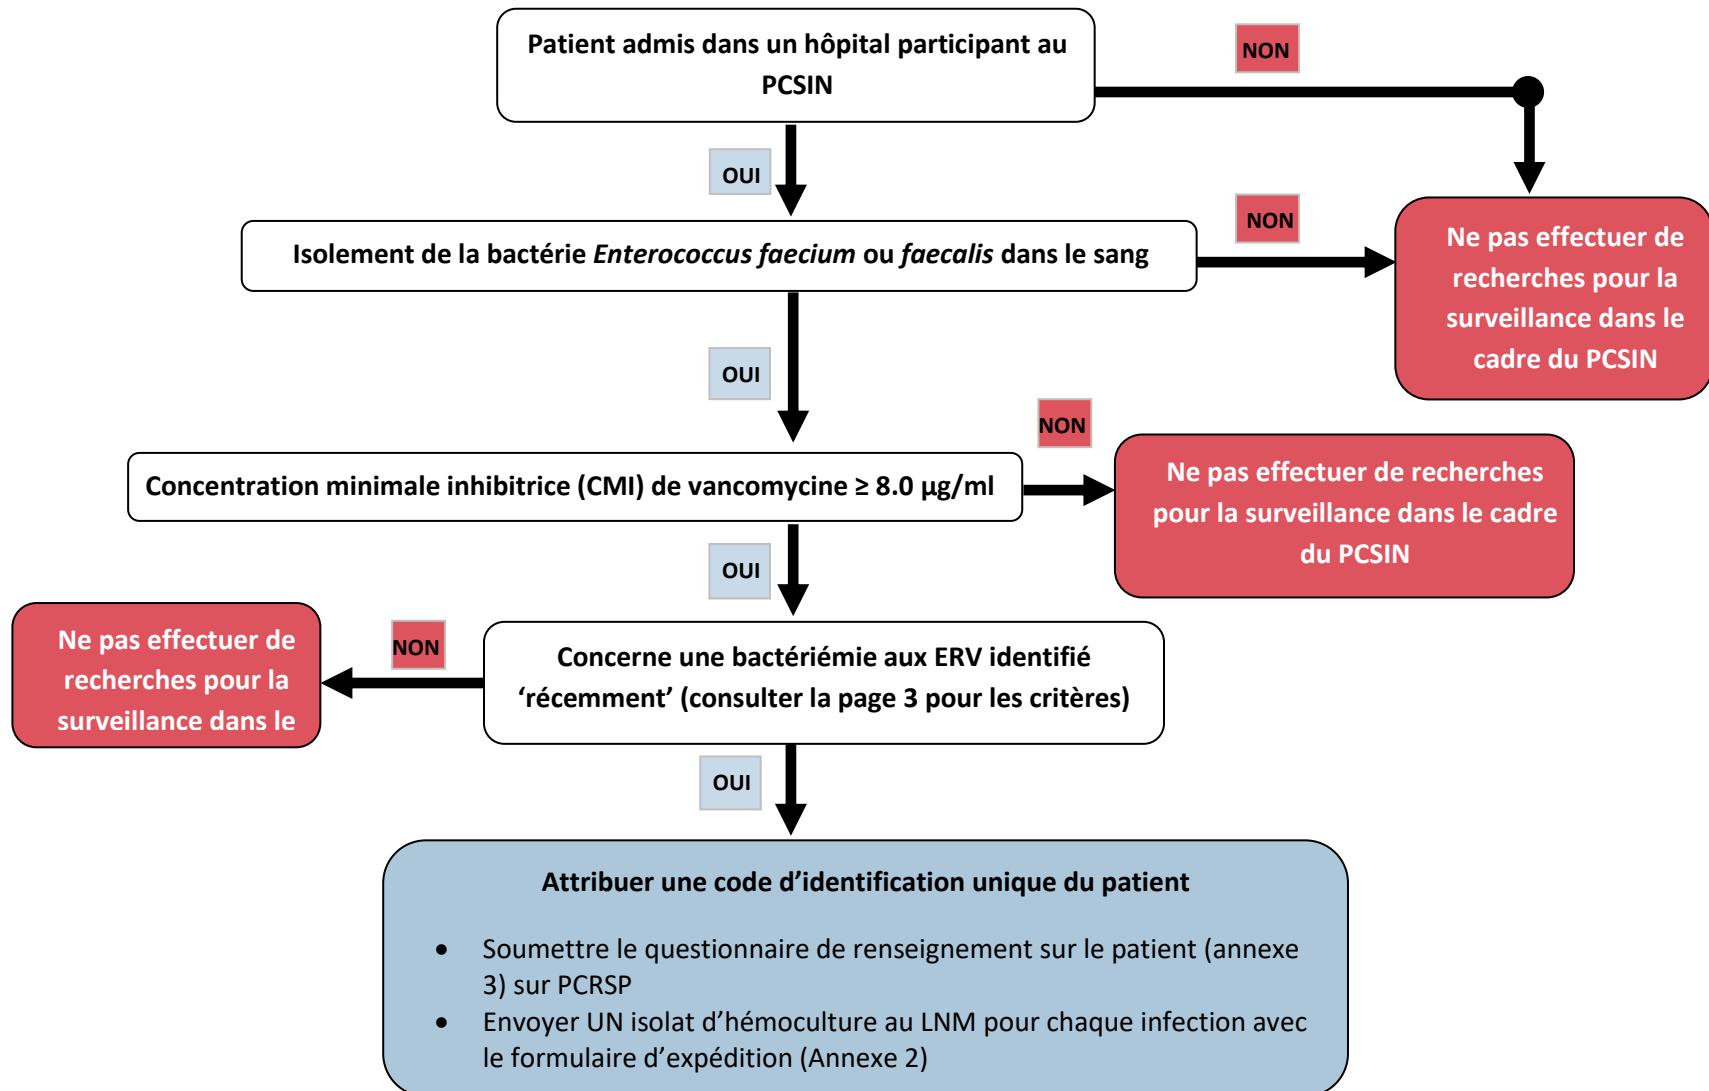 Patient admis dans un hôpital participant au
PCSIN
NON
OUI
Isolement de la bactérie Enterococcus faecium ou faecalis dans le sang
NON
Ne pas effectuer de
recherches pour la
surveillance dans le
cadre du PCSIN
OUI
Concentration minimale inhibitrice (CMI) de vancomycine ≥ 8.0 µg/ml
NON
Ne pas effectuer de recherches
pour la surveillance dans le cadre
du PCSIN
OUI
Concerne une bactériémie aux ERV identifié
‘récemment’ (consulter la page 3 pour les critères)
NON
Ne pas effectuer de
recherches pour la
surveillance dans le
OUI
Attribuer une code d’identification unique du patient
• Soumettre le questionnaire de renseignement sur le patient (annexe
3) sur PCRSP
• Envoyer UN isolat d’hémoculture au LNM pour chaque infection avec
le formulaire d’expédition (Annexe 2)